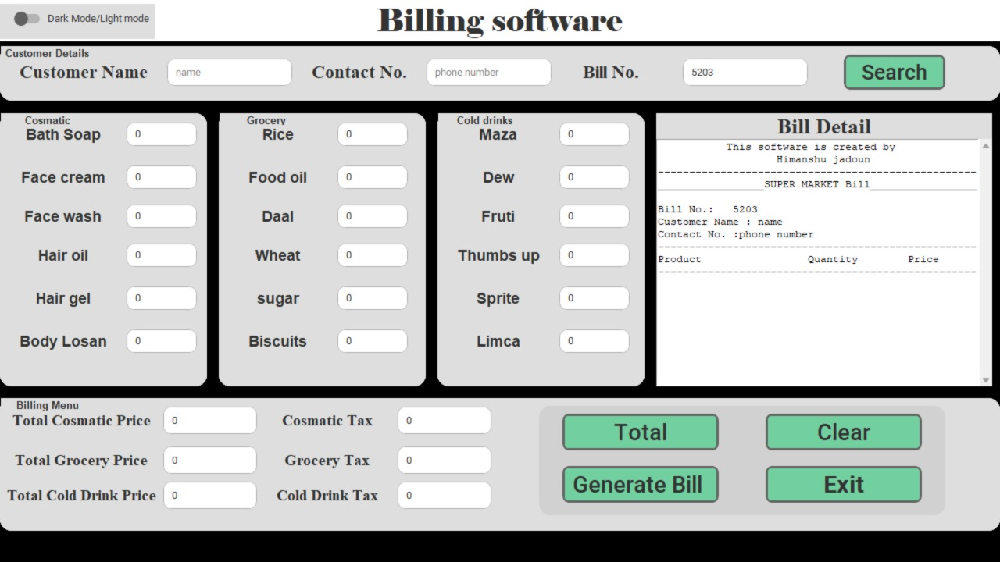 Dark Mode/Light mode
Billing software
Customer Details
Customer Name name Contact No. phone number Bill No. 5203 Search
Cosmatic
Bath Soap 0
Face cream 0
Face wash 0
Hair oil 0
Hair gel 0
Body Losan 0
Grocery
Rice 0
Food oil 0
Daal 0
Wheat 0
sugar 0
Biscuits 0
Cold drinks
Maza 0
Dew 0
Fruti 0
Thumbs up 0
Sprite 0
Limca 0
Bill Detail
This software is created by
Himanshu jadoun
---------------------------------------------------
_________________SUPER MARKET Bill_________________
Bill No.: 5203
Customer Name : name
Contact No. :phone number
---------------------------------------------------
Product Quantity Price
---------------------------------------------------
Billing Menu
Total Cosmatic Price 0 Cosmatic Tax 0
Total Grocery Price 0 Grocery Tax 0
Total Cold Drink Price 0 Cold Drink Tax 0
Total Clear
Generate Bill Exit